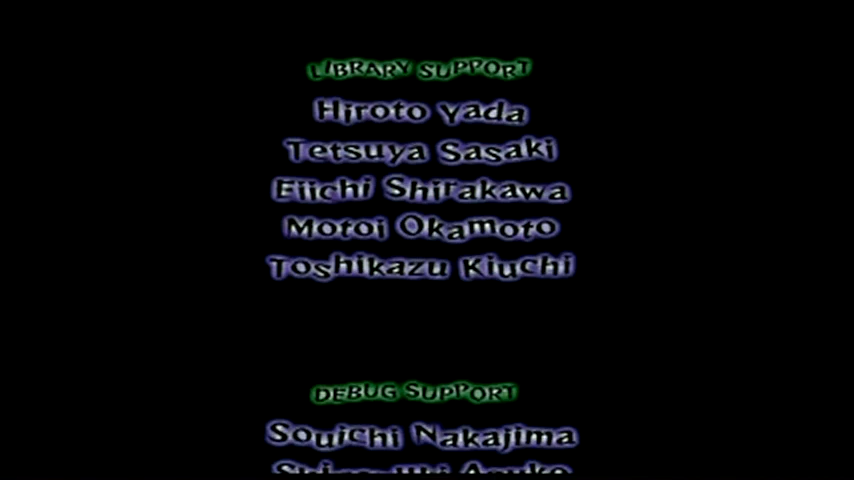 LIBRARY SUPPORT
Hiroto Yada
Tetsuya Sasaki
Eiichi Shirakawa
Motoi Okamoto
Toshikazu Kiuchi
DEBUG SUPPORT
Souichi Nakajima